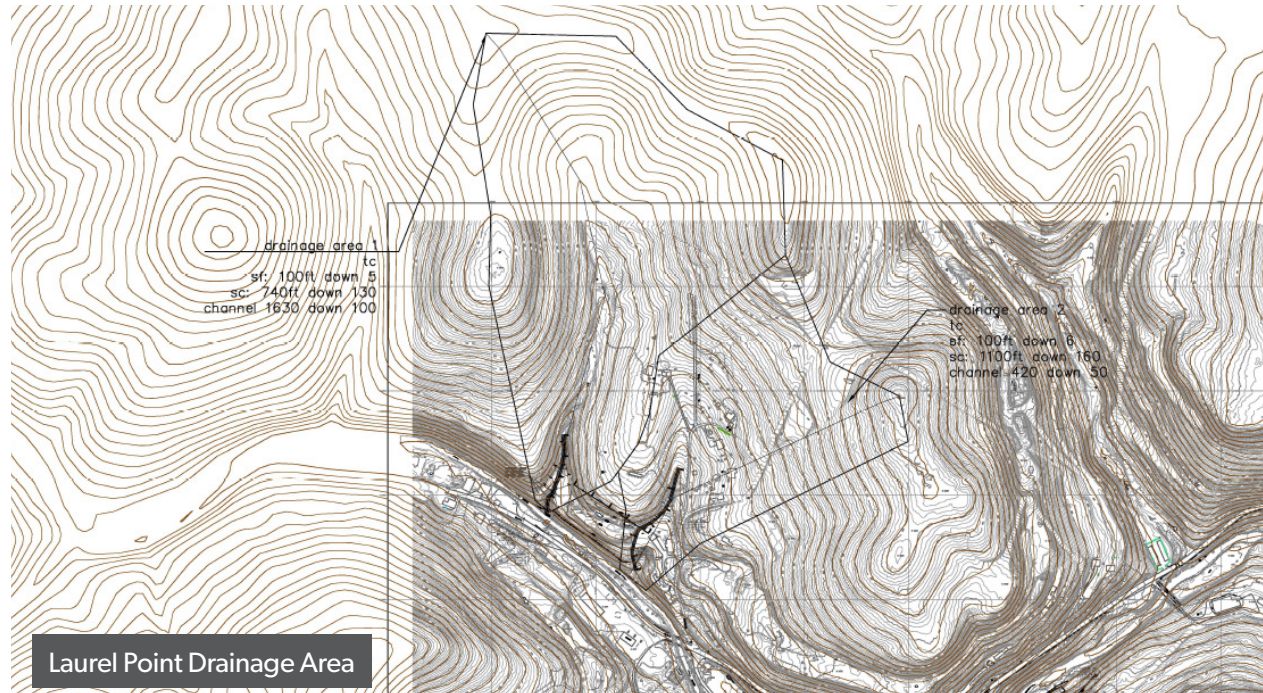 drainage area 1
tc
sf: 100ft down 5
sc: 740ft down 130
channel 1630 down 100
drainage area 2
tc
sf: 100ft down 6
sc: 1100ft down 160
channel 420 down 50
Laurel Point Drainage Area